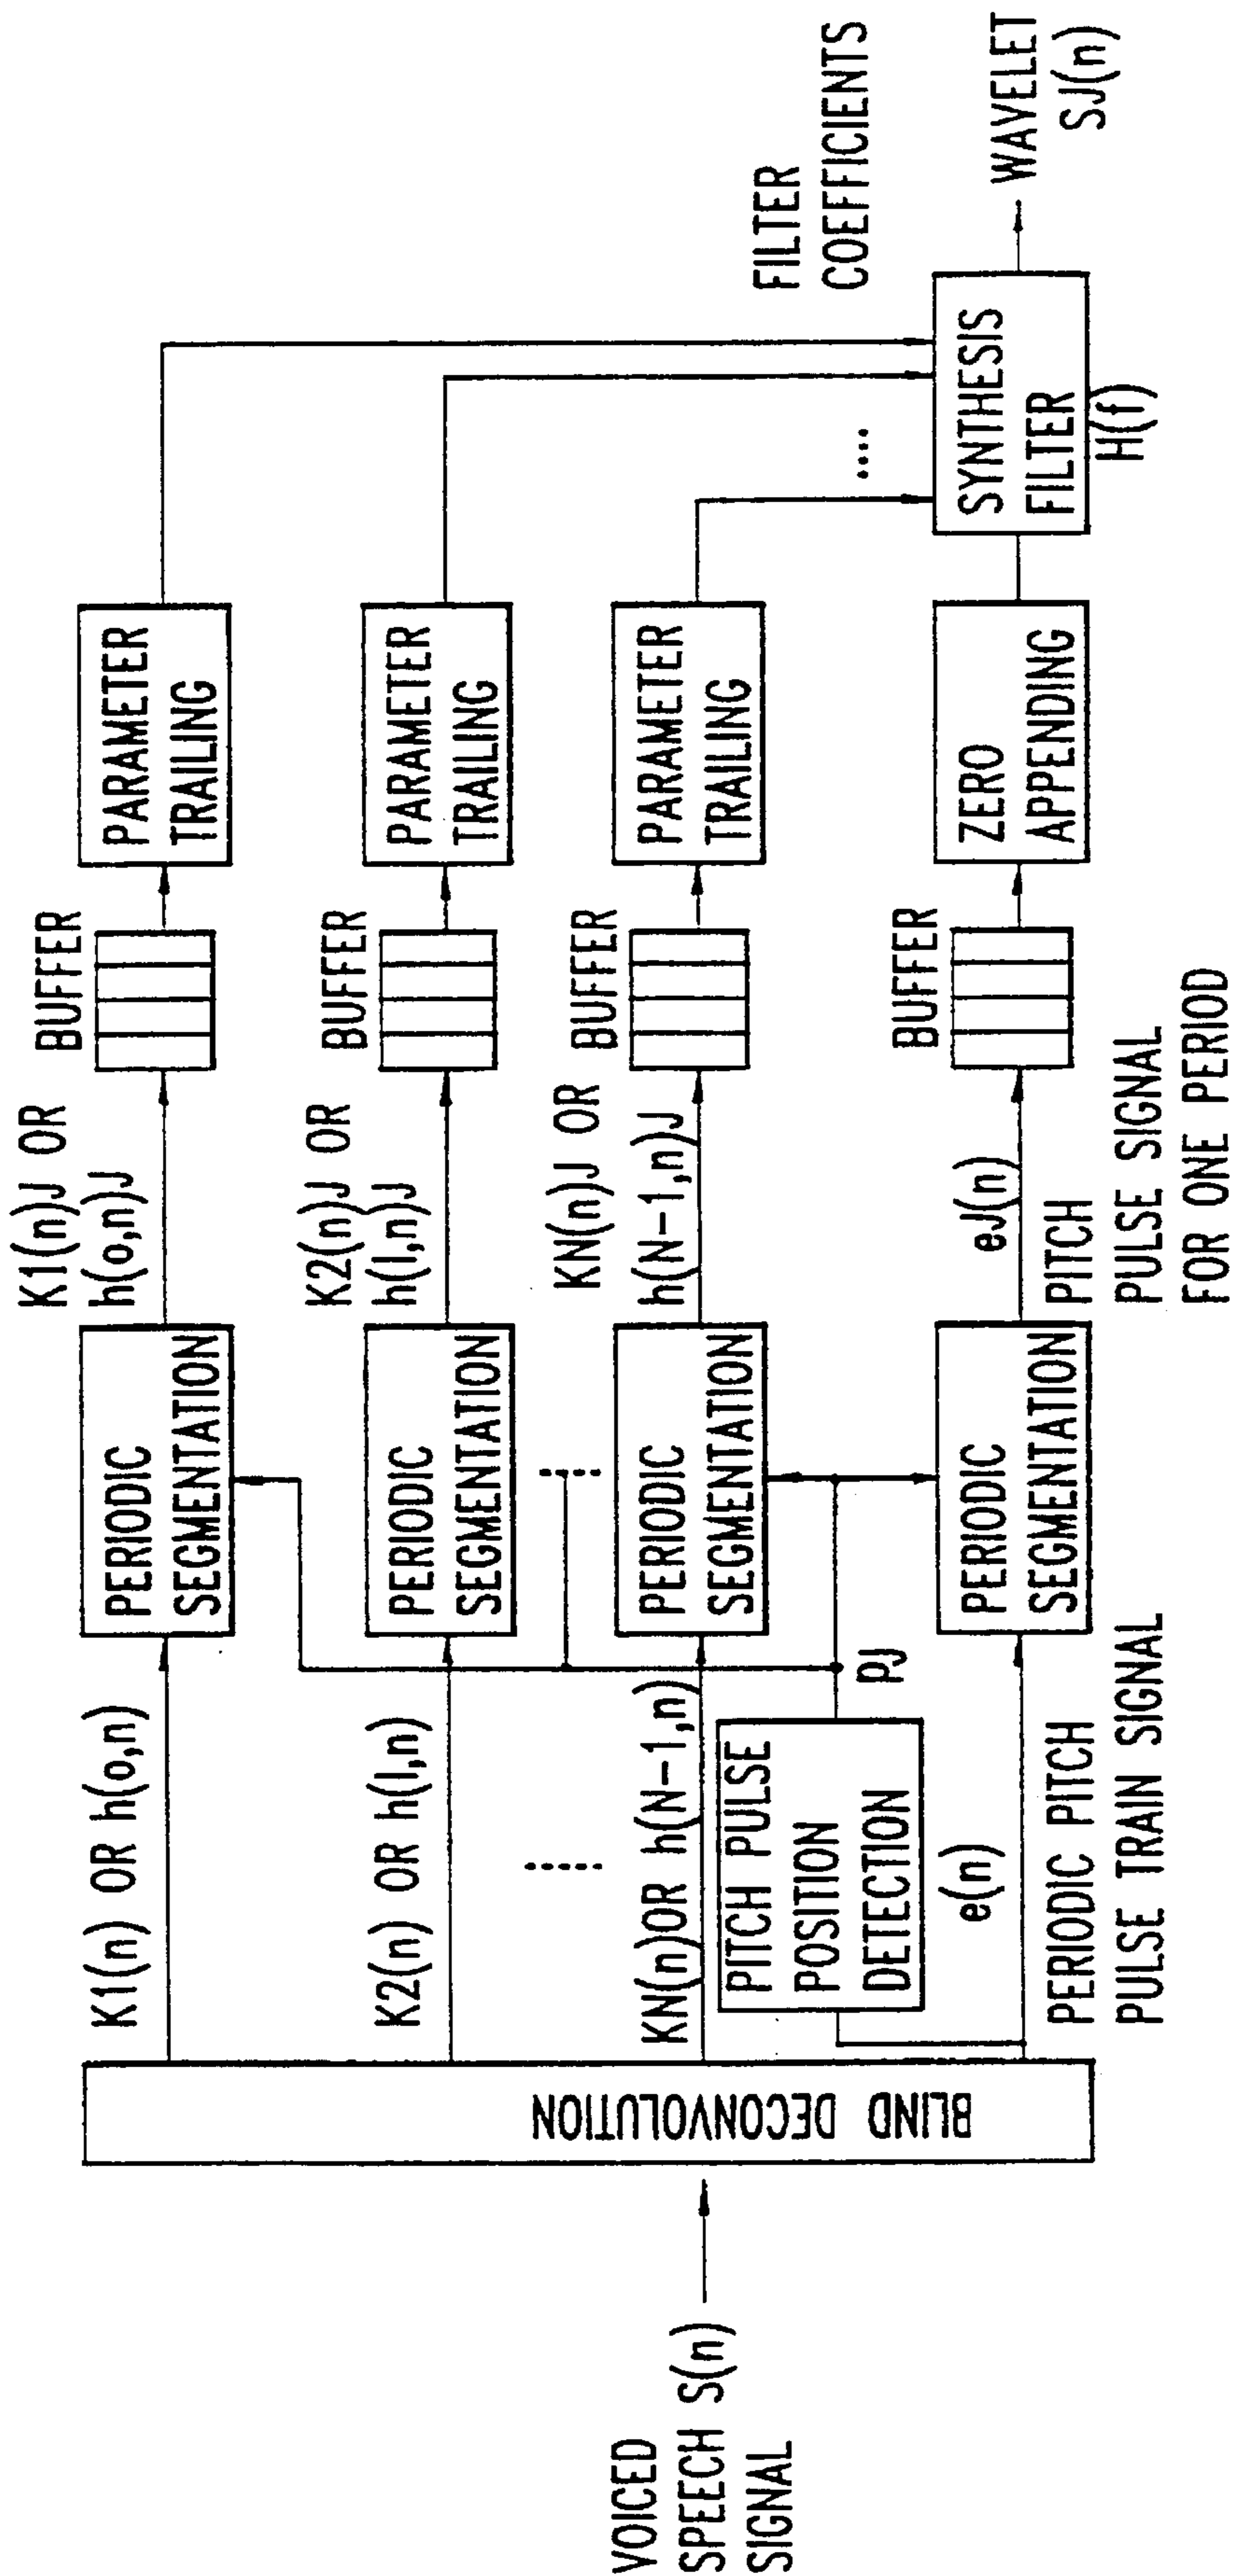 VOICED
SPEECH S(n)
SIGNAL
BLIND DECONVOLUTION
K1(n) OR h(o,n)
PERIODIC
SEGMENTATION
K1(n)J OR
h(o,n)J
BUFFER
PARAMETER
TRAILING
K2(n) OR h(l,n)
PERIODIC
SEGMENTATION
K2(n)J OR
h(l,n)J
BUFFER
PARAMETER
TRAILING
KN(n)OR h(N-1,n)
PERIODIC
SEGMENTATION
KN(n)J OR
h(N-1,n)J
BUFFER
PARAMETER
TRAILING
PITCH PULSE
POSITION
DETECTION
PJ
e(n)
PERIODIC PITCH
PULSE TRAIN SIGNAL
PERIODIC
SEGMENTATION
eJ(n)
PITCH
PULSE SIGNAL
FOR ONE PERIOD
BUFFER
ZERO
APPENDING
SYNTHESIS
FILTER
H(f)
FILTER
COEFFICIENTS
WAVELET
SJ(n)